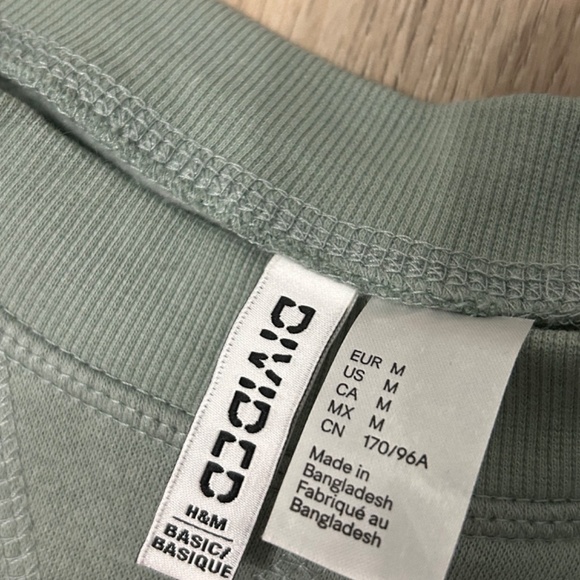 DIVIDED
H&M
BASIC/
BASIQUE
EUR M
US M
CA M
MX M
CN 170/96A
Made in
Bangladesh
Fabriqué au
Bangladesh